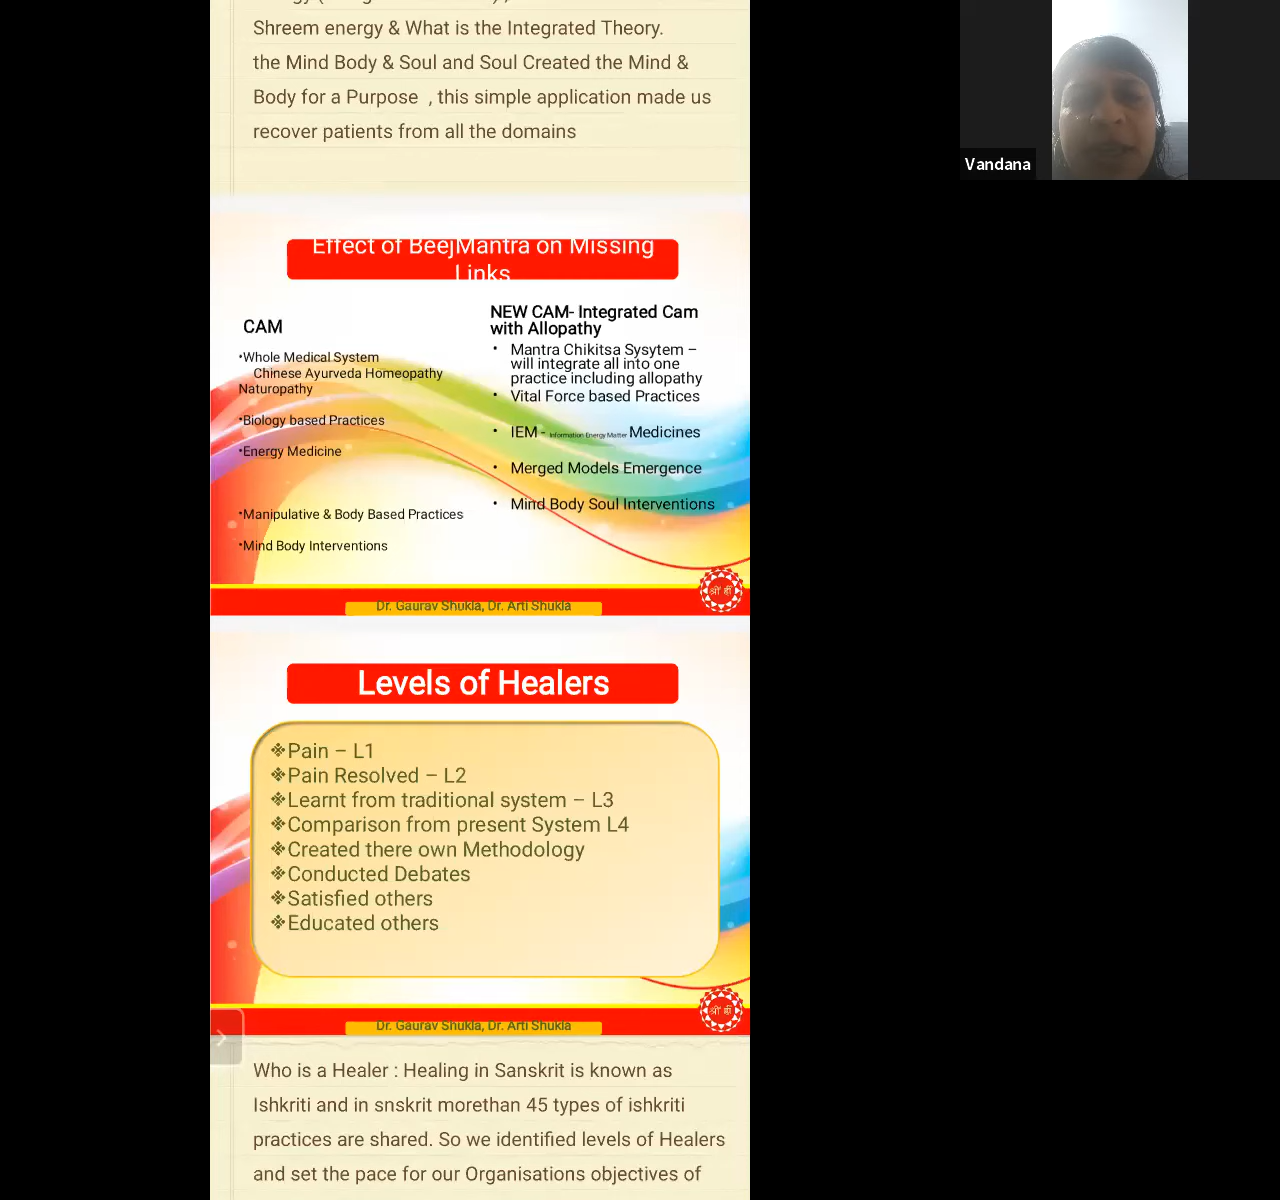 Shreem energy & What is the Integrated Theory.
the Mind Body & Soul and Soul Created the Mind &
Body for a Purpose , this simple application made us
recover patients from all the domains
Vandana
Effect of BeejMantra on Missing
Links
CAM
•Whole Medical System
Chinese Ayurveda Homeopathy
Naturopathy
•Biology based Practices
•Energy Medicine
•Manipulative & Body Based Practices
•Mind Body Interventions
NEW CAM- Integrated Cam
with Allopathy
• Mantra Chikitsa Sysytem –
will integrate all into one
practice including allopathy
• Vital Force based Practices
• IEM - Information Energy Matter Medicines
• Merged Models Emergence
• Mind Body Soul Interventions
श्रीं ह्रीं
Dr. Gaurav Shukla, Dr. Arti Shukla
Levels of Healers
❖Pain – L1
❖Pain Resolved – L2
❖Learnt from traditional system – L3
❖Comparison from present System L4
❖Created there own Methodology
❖Conducted Debates
❖Satisfied others
❖Educated others
श्रीं ह्रीं
Dr. Gaurav Shukla, Dr. Arti Shukla
Who is a Healer : Healing in Sanskrit is known as
Ishkriti and in snskrit morethan 45 types of ishkriti
practices are shared. So we identified levels of Healers
and set the pace for our Organisations objectives of